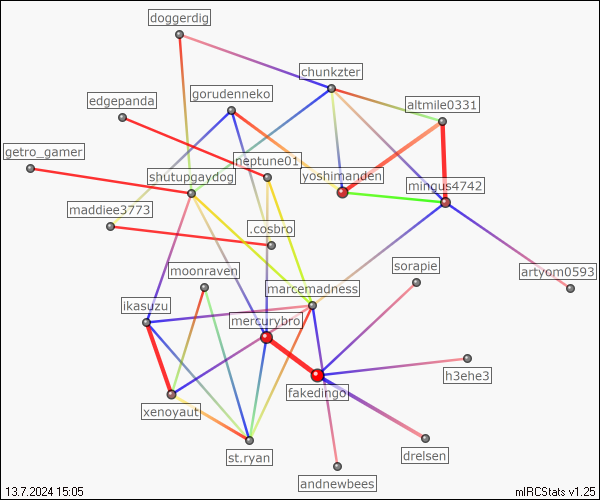 doggerdig
chunkzter
gorudenneko
altmile0331
edgepanda
getro_gamer
neptune01
shutupgaydog
yoshimanden
mingus4742
maddiee3773
.cosbro
moonraven
sorapie
artyom0593
marcemadness
ikasuzu
mercurybro
h3ehe3
fakedingo
xenoyaut
st.ryan
drelsen
andnewbees
13.7.2024 15:05
mIRCStats v1.25